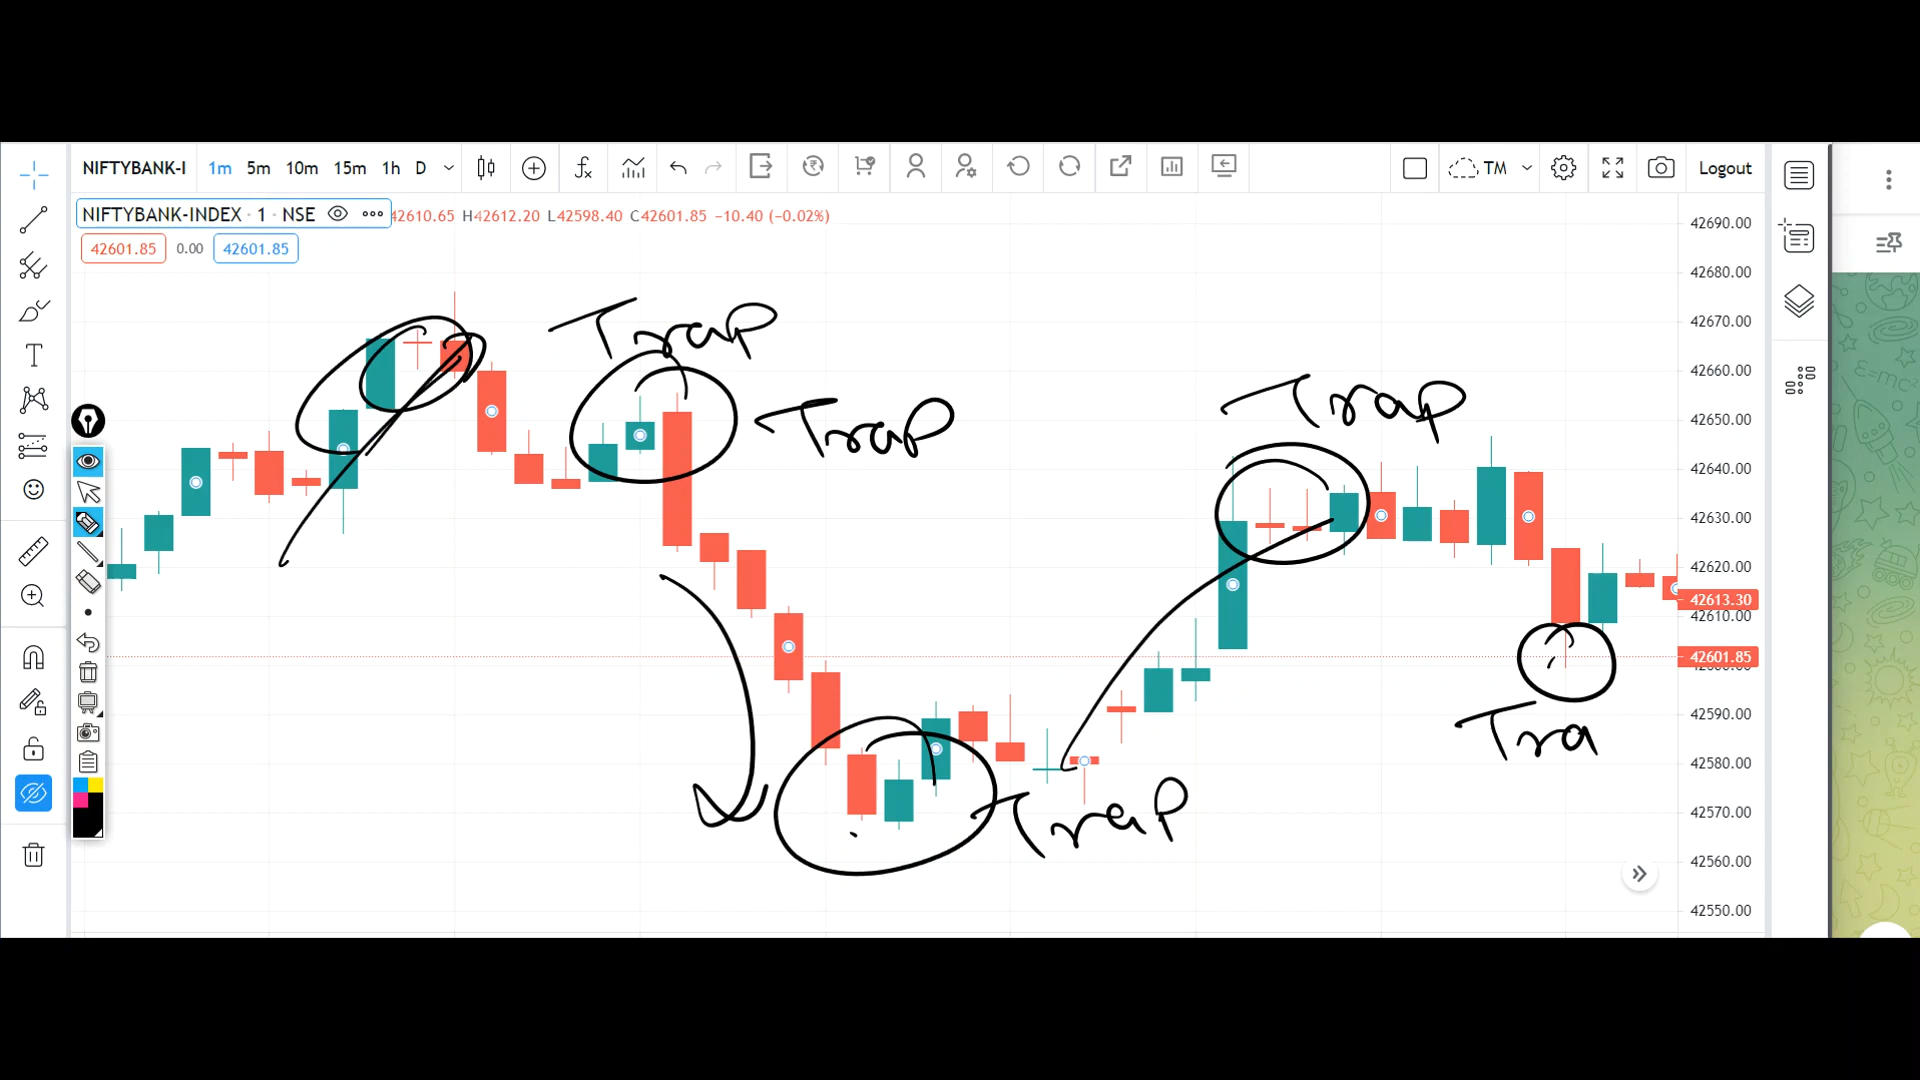 NIFTYBANK-I 1m 5m 10m 15m 1h D TM Logout
NIFTYBANK-INDEX · 1 · NSE 42610.65 H42612.20 L42598.40 C42601.85 −10.40 (−0.02%)
42601.85 0.00 42601.85
42690.00
42680.00
42670.00
42660.00
42650.00
42640.00
42630.00
42620.00
42613.30
42610.00
42601.85
42590.00
42580.00
42570.00
42560.00
42550.00
Trap
Trap
Trap
Trap
Tra